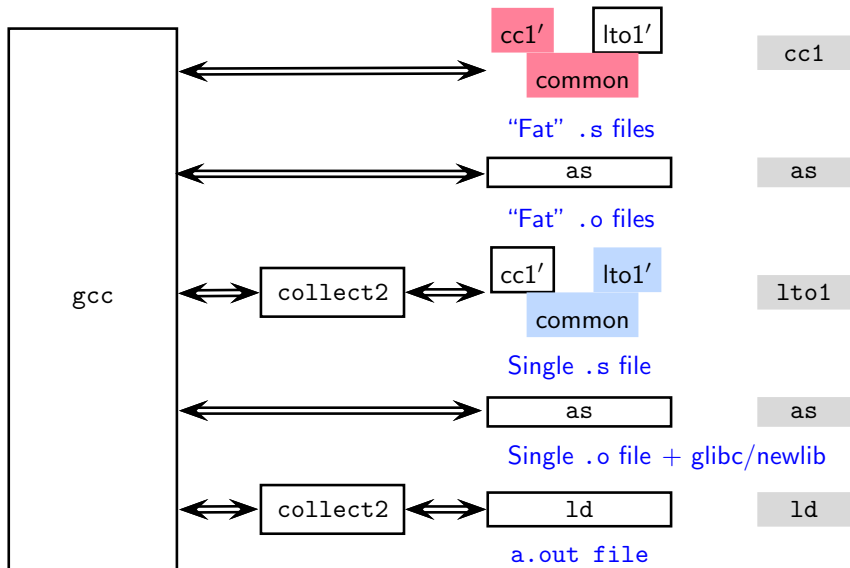 cc1′ lto1′ cc1
common
“Fat” .s files
as as
“Fat” .o files
cc1′ lto1′
gcc collect2 lto1
common
Single .s file
as as
Single .o file + glibc/newlib
collect2 ld ld
a.out file